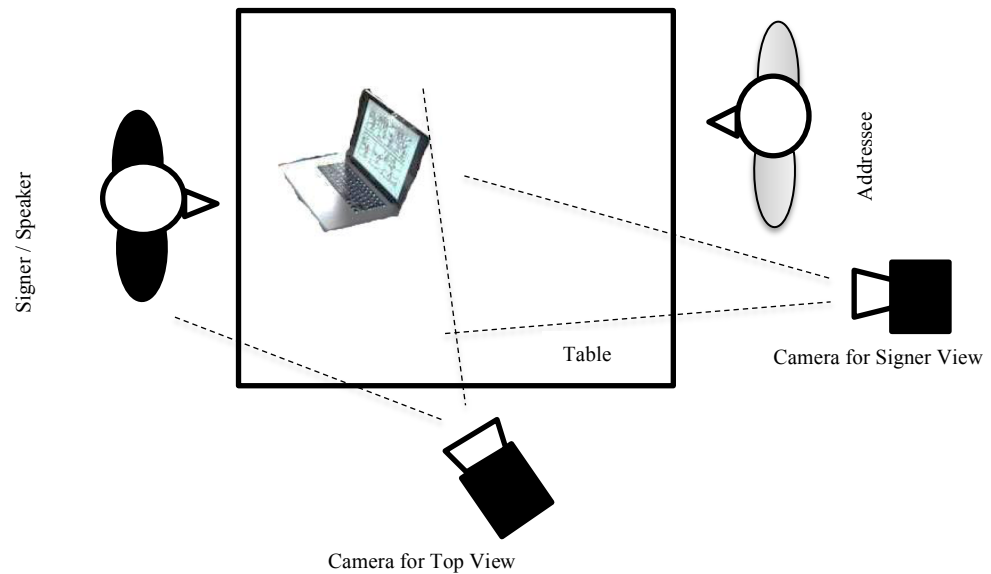 Signer / Speaker
Addressee
Table
Camera for Signer View
Camera for Top View